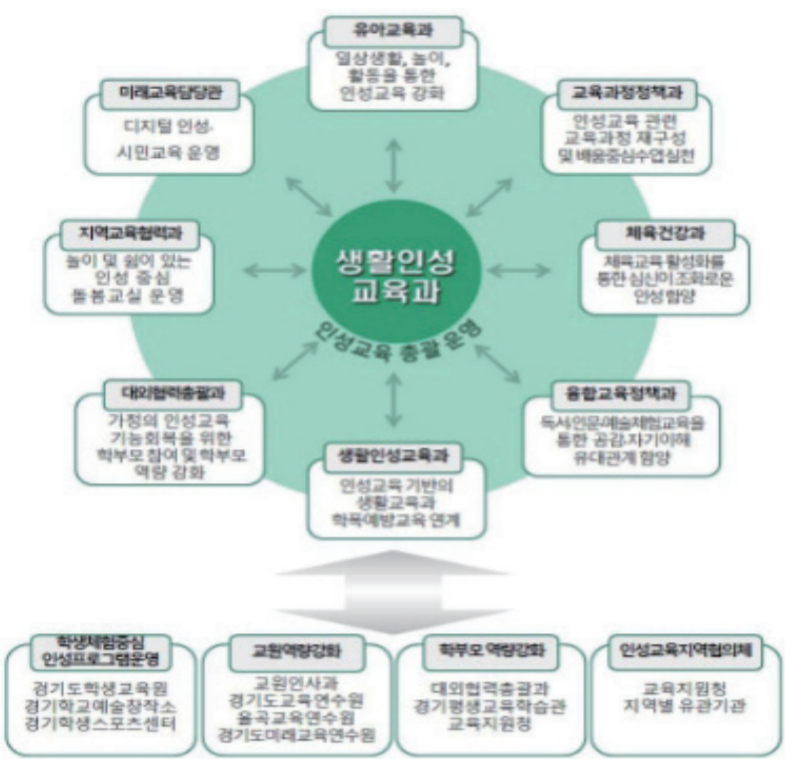 유아교육과
일상생활, 놀이,
활동을 통한
인성교육 강화
미래교육담당관
디지털 인성·
시민교육 운영
교육과정정책과
인성교육 관련
교육과정 재구성
및 배움중심수업 실천
지역교육협력과
놀이 및 쉼이 있는
인성 중심
돌봄교실 운영
생활인성
교육과
인성교육 총괄 운영
체육건강과
체육교육 활성화를
통한 심신이 조화로운
인성 함양
대외협력총괄과
가정의 인성교육
기능회복을 위한
학부모 참여 및 학부모
역량 강화
생활인성교육과
인성교육 기반의
생활교육과
학폭예방교육 연계
융합교육정책과
독서·인문·예술체험교육을
통한 공감·자기이해
유대관계 함양
학생체험중심
인성프로그램운영
경기도학생교육원
경기학교예술창작소
경기학생스포츠센터
교원역량강화
교원인사과
경기도교육연수원
율곡교육연수원
경기도미래교육연수원
학부모 역량강화
대외협력총괄과
경기평생교육학습관
교육지원청
인성교육지역협의체
교육지원청
지역별 유관기관